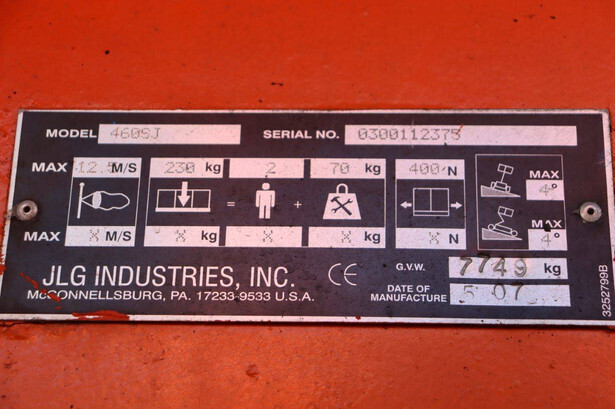 MODEL 460SJ SERIAL NO. 0300112375
MAX 12.5 M/S 230 kg 2 70 kg 400 N MAX 4°
= +
MAX X M/S X kg X X kg X N MAX 4°
JLG INDUSTRIES, INC. CE G.V.W. 7749 kg
McCONNELLSBURG, PA. 17233-9533 U.S.A. DATE OF MANUFACTURE 5 07
3252799B